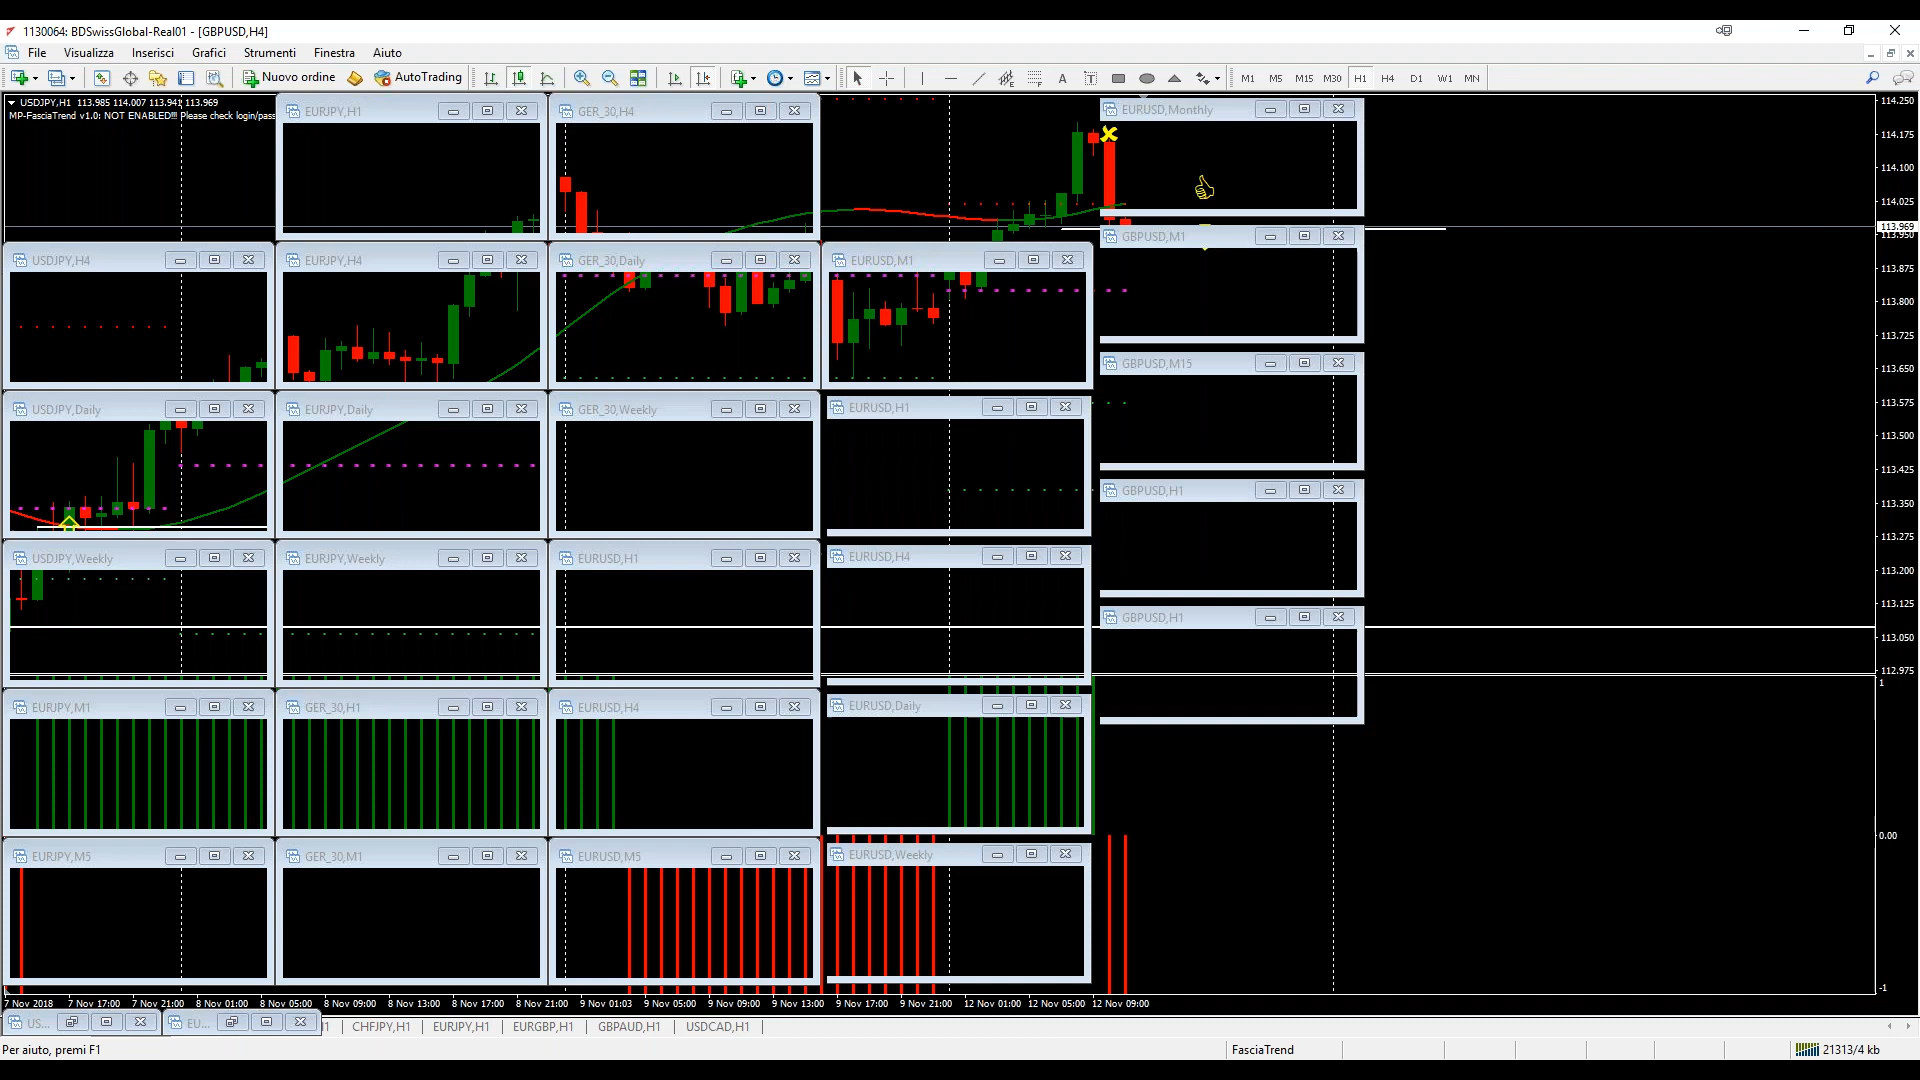 1130064: BDSwissGlobal-Real01 - [GBPUSD,H4]
File Visualizza Inserisci Grafici Strumenti Finestra Aiuto
Nuovo ordine AutoTrading A T M1 M5 M15 M30 H1 H4 D1 W1 MN
USDJPY,H1 113.985 114.007 113.941 113.969
MP-FasciaTrend v1.0: NOT ENABLED!!! Please check login/pass
EURJPY,H1
GER_30,H4
EURUSD,Monthly
GBPUSD,M1
USDJPY,H4
EURJPY,H4
GER_30,Daily
EURUSD,M1
GBPUSD,M15
USDJPY,Daily
EURJPY,Daily
GER_30,Weekly
EURUSD,H1
GBPUSD,H1
USDJPY,Weekly
EURJPY,Weekly
EURUSD,H1
EURUSD,H4
GBPUSD,H1
EURJPY,M1
GER_30,H1
EURUSD,H4
EURUSD,Daily
EURJPY,M5
GER_30,M1
EURUSD,M5
EURUSD,Weekly
114.250
114.175
114.100
114.025
113.969
113.950
113.875
113.800
113.725
113.650
113.575
113.500
113.425
113.350
113.275
113.200
113.125
113.050
112.975
1
0.00
-1
7 Nov 2018 7 Nov 17:00 7 Nov 21:00 8 Nov 01:00 8 Nov 05:00 8 Nov 09:00 8 Nov 13:00 8 Nov 17:00 8 Nov 21:00 9 Nov 01:03 9 Nov 05:00 9 Nov 09:00 9 Nov 13:00 9 Nov 17:00 9 Nov 21:00 12 Nov 01:00 12 Nov 05:00 12 Nov 09:00
US... EU... CHFJPY,H1 EURJPY,H1 EURGBP,H1 GBPAUD,H1 USDCAD,H1
Per aiuto, premi F1 FasciaTrend 21313/4 kb